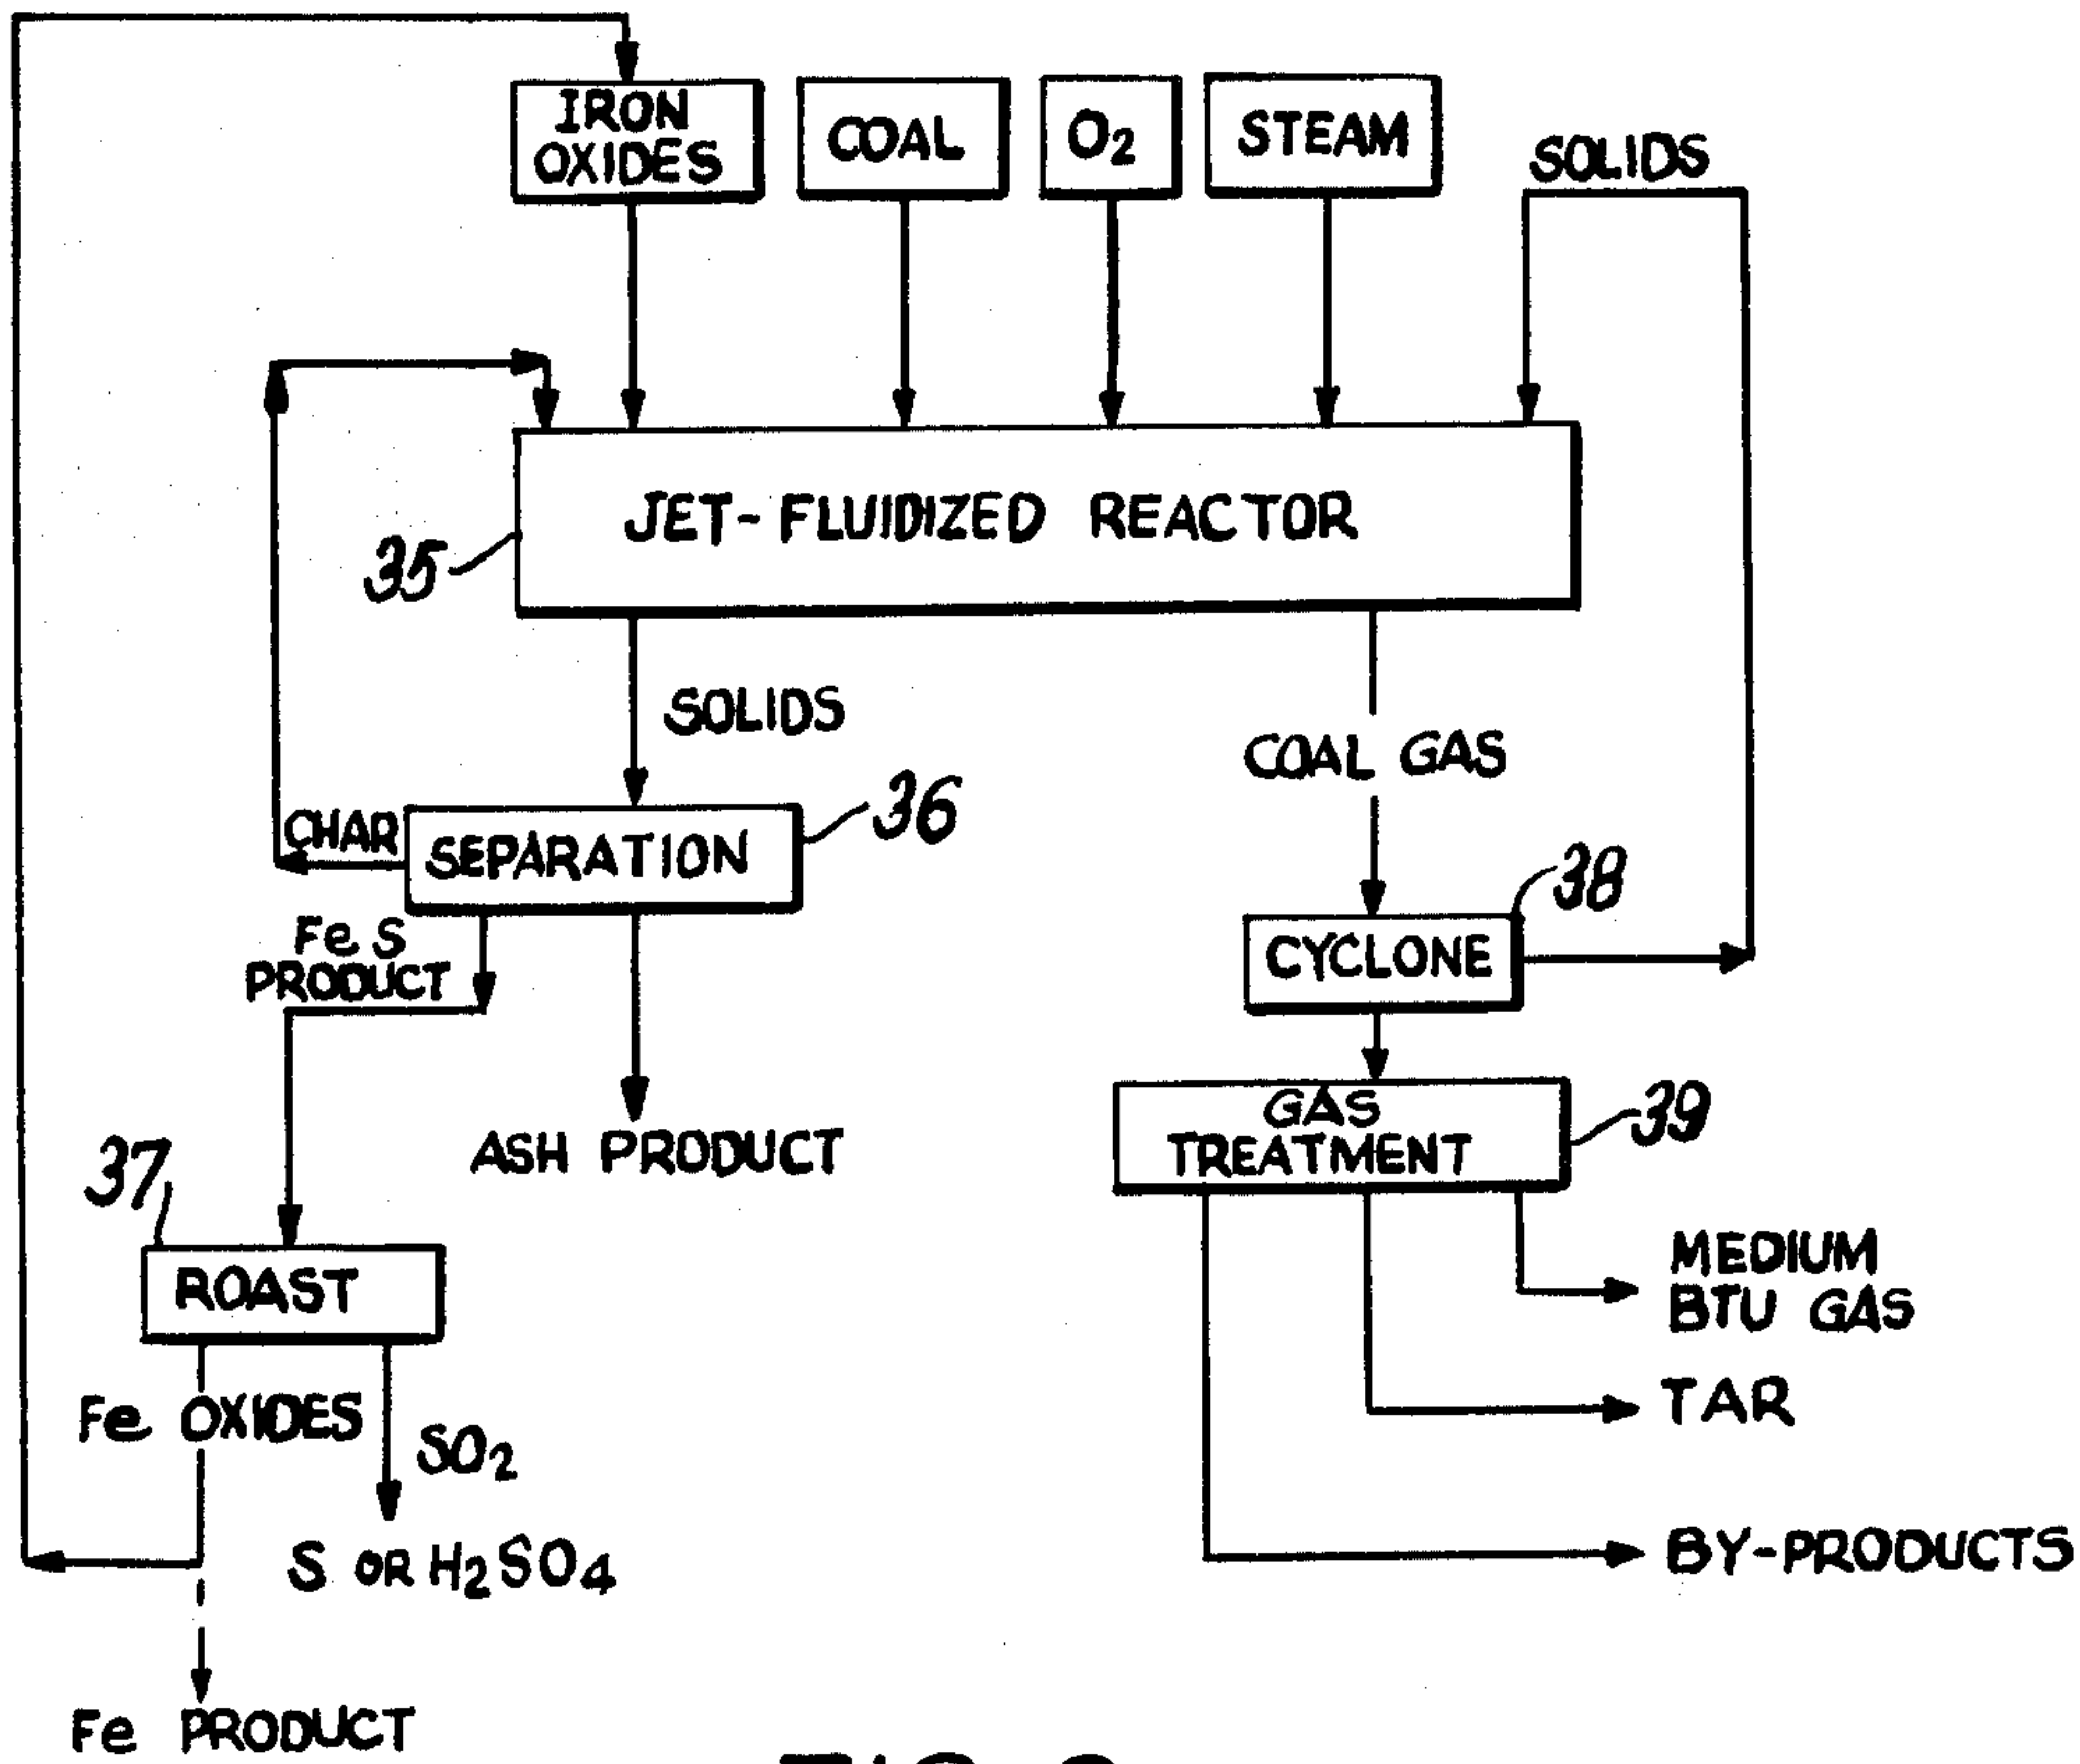 IRON
OXIDES
COAL
O2
STEAM
SOLIDS
JET-FLUIDIZED REACTOR
35
SOLIDS
COAL GAS
36
CHAR
SEPARATION
38
Fe S
PRODUCT
CYCLONE
GAS
TREATMENT
39
ASH PRODUCT
37
ROAST
MEDIUM
BTU GAS
TAR
Fe OXIDES
SO2
S OR H2SO4
BY-PRODUCTS
Fe PRODUCT